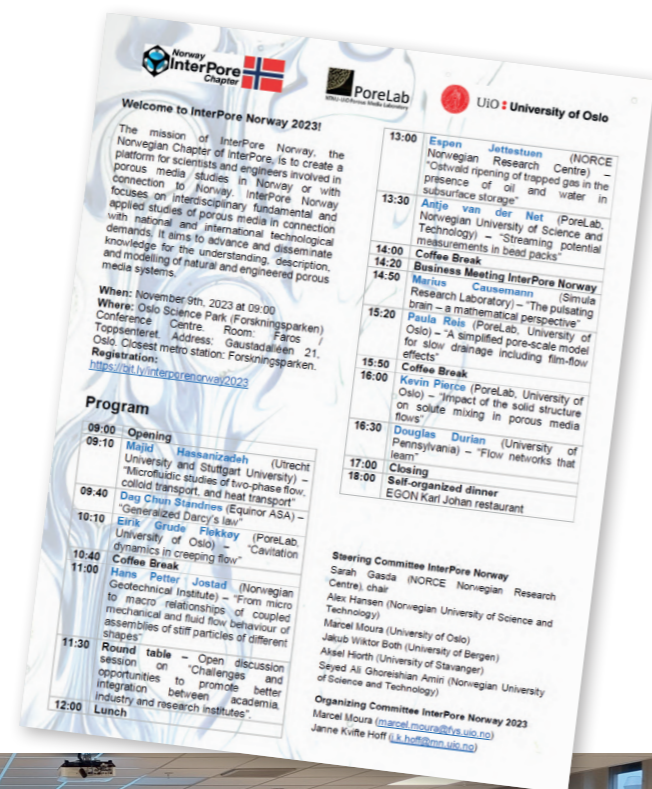 Norway
InterPore
Chapter
PoreLab
NTNU-UiO Porous Media Laboratory
UiO : University of Oslo
Welcome to InterPore Norway 2023!
The mission of InterPore Norway, the
Norwegian Chapter of InterPore, is to create a
platform for scientists and engineers involved in
porous media studies in Norway or with
connection to Norway. InterPore Norway
focuses on interdisciplinary fundamental and
applied studies of porous media in connection
with national and international technological
demands. It aims to advance and disseminate
knowledge for the understanding, description,
and modelling of natural and engineered porous
media systems.
When: November 9th, 2023 at 09:00
Where: Oslo Science Park (Forskningsparken)
Conference Centre. Room: Faros /
Toppsenteret. Address: Gaustadalléen 21,
Oslo. Closest metro station: Forskningsparken.
Registration:
https://bit.ly/interporenorway2023
Program
09:00 Opening
09:10 Majid Hassanizadeh (Utrecht
University and Stuttgart University) –
“Microfluidic studies of two-phase flow,
colloid transport, and heat transport”
09:40 Dag Chun Standnes (Equinor ASA) –
“Generalized Darcy's law”
10:10 Eirik Grude Flekkøy (PoreLab,
University of Oslo) – “Cavitation
dynamics in creeping flow”
10:40 Coffee Break
11:00 Hans Petter Jostad (Norwegian
Geotechnical Institute) – “From micro
to macro relationships of coupled
mechanical and fluid flow behaviour of
assemblies of stiff particles of different
shapes”
11:30 Round table – Open discussion
session on “Challenges and
opportunities to promote better
integration between academia,
industry and research institutes”.
12:00 Lunch
13:00 Espen Jettestuen (NORCE
Norwegian Research Centre) –
“Ostwald ripening of trapped gas in the
presence of oil and water in
subsurface storage”
13:30 Antje van der Net (PoreLab,
Norwegian University of Science and
Technology) – “Streaming potential
measurements in bead packs”
14:00 Coffee Break
14:20 Business Meeting InterPore Norway
14:50 Marius Causemann (Simula
Research Laboratory) – “The pulsating
brain – a mathematical perspective”
15:20 Paula Reis (PoreLab, University of
Oslo) – “A simplified pore-scale model
for slow drainage including film-flow
effects”
15:50 Coffee Break
16:00 Kevin Pierce (PoreLab, University of
Oslo) – “Impact of the solid structure
on solute mixing in porous media
flows”
16:30 Douglas Durian (University of
Pennsylvania) – “Flow networks that
learn”
17:00 Closing
18:00 Self-organized dinner
EGON Karl Johan restaurant
Steering Committee InterPore Norway
Sarah Gasda (NORCE Norwegian Research
Centre), chair
Alex Hansen (Norwegian University of Science and
Technology)
Marcel Moura (University of Oslo)
Jakub Wiktor Both (University of Bergen)
Aksel Hiorth (University of Stavanger)
Seyed Ali Ghoreishian Amiri (Norwegian University
of Science and Technology)
Organizing Committee InterPore Norway 2023
Marcel Moura (marcel.moura@fys.uio.no)
Janne Kvifte Hoff (j.k.hoff@mn.uio.no)